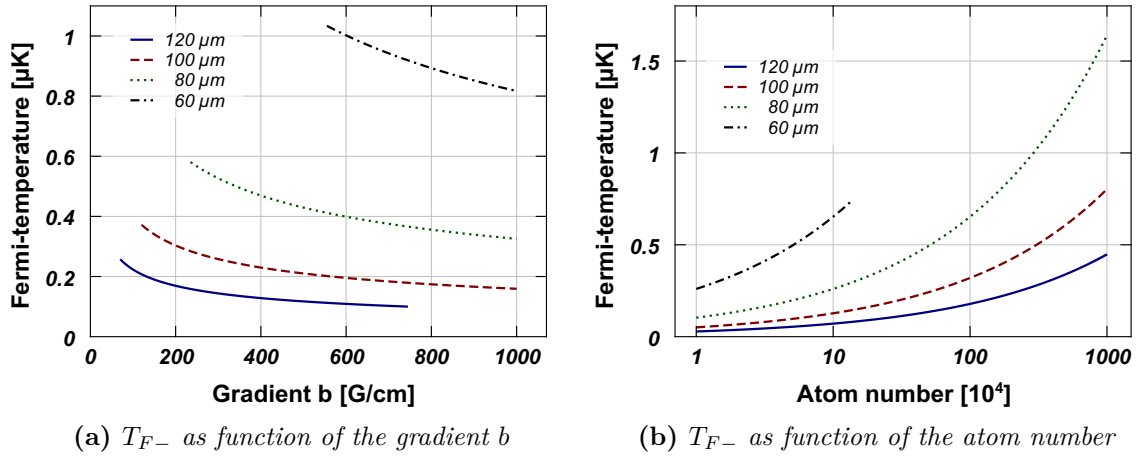 Fermi-temperature [µK]
1
0.8
0.6
0.4
0.2
0
120 µm
100 µm
80 µm
60 µm
0 200 400 600 800 1000
Gradient b [G/cm]
(a) T_{F−} as function of the gradient b
Fermi-temperature [µK]
1.5
1
0.5
0
120 µm
100 µm
80 µm
60 µm
1 10 100 1000
Atom number [10⁴]
(b) T_{F−} as function of the atom number